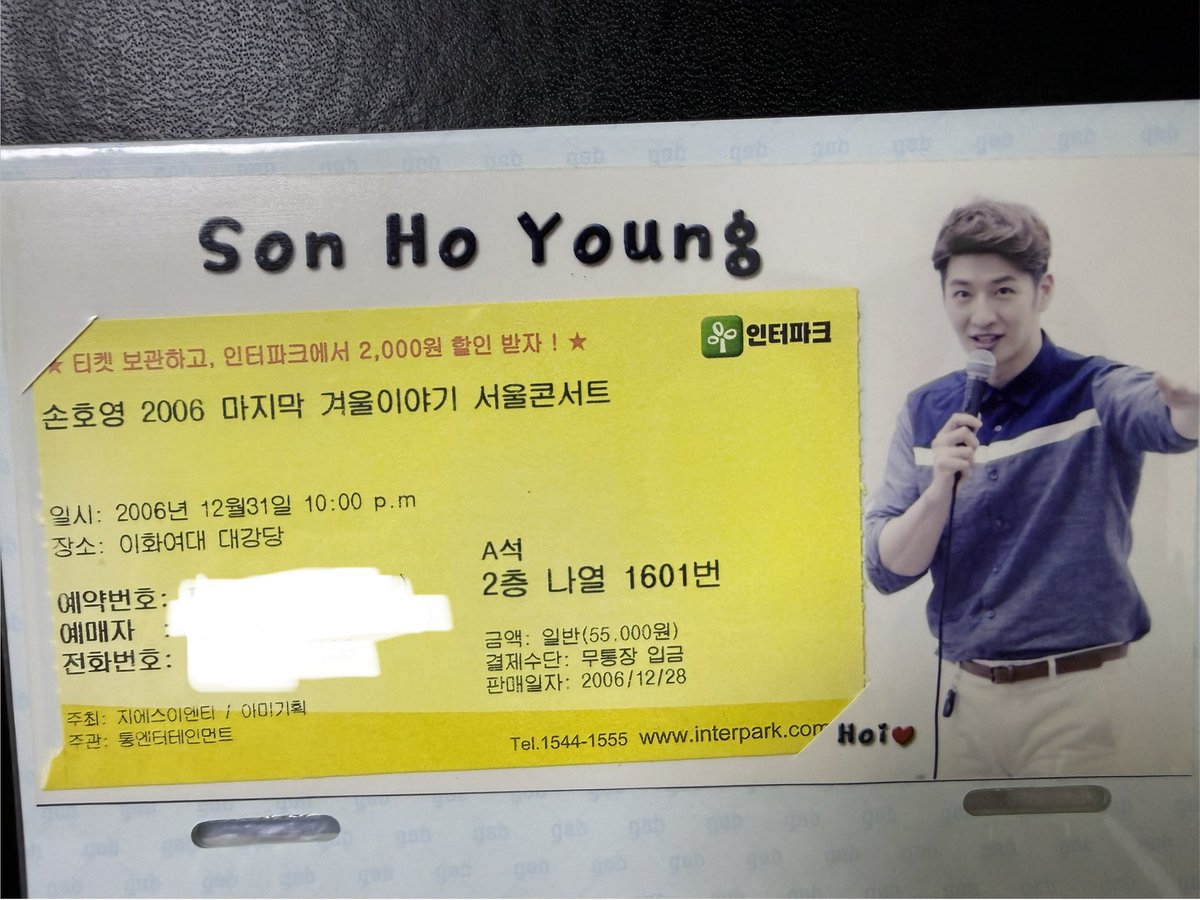 Son Ho Young
★ 티켓 보관하고, 인터파크에서 2,000원 할인 받자 ! ★
인터파크
손호영 2006 마지막 겨울이야기 서울콘서트
일시: 2006년 12월31일 10:00 p.m
장소: 이화여대 대강당
A석
2층 나열 1601번
예약번호:
예매자 :
전화번호:
금액: 일반(55.000원)
결제수단: 무통장 입금
판매일자: 2006/12/28
주최: 지에스이엔티 / 아미기획
주관: 통엔터테인먼트
Tel.1544-1555 www.interpark.com
Hoi♥